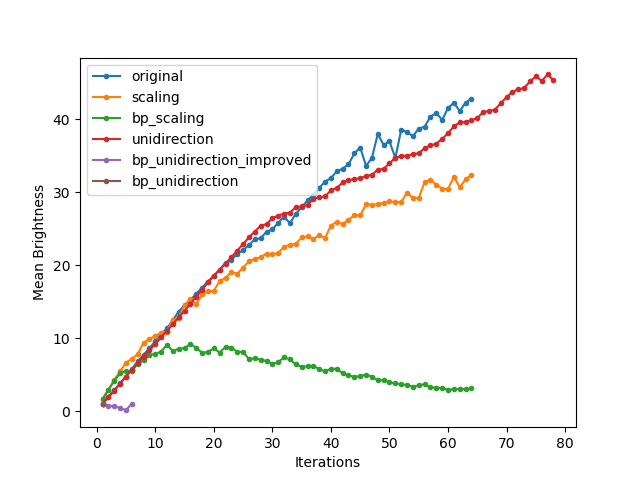 original
scaling
bp_scaling
unidirection
bp_unidirection_improved
bp_unidirection
Mean Brightness
40
30
20
10
0
0 10 20 30 40 50 60 70 80
Iterations